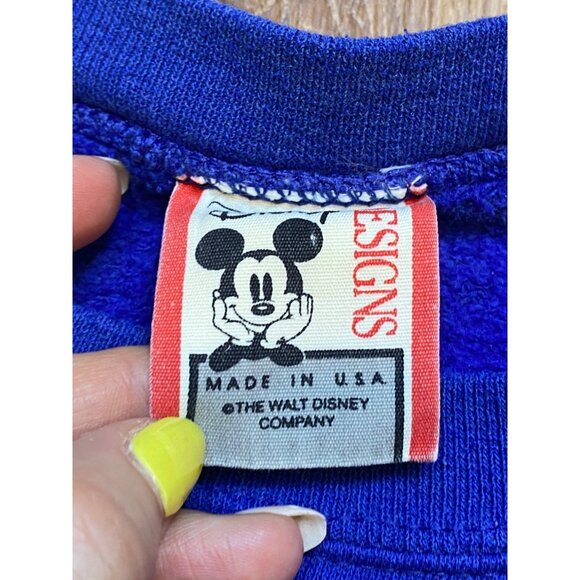 ESIGNS
MADE IN U.S.A.
©THE WALT DISNEY
COMPANY